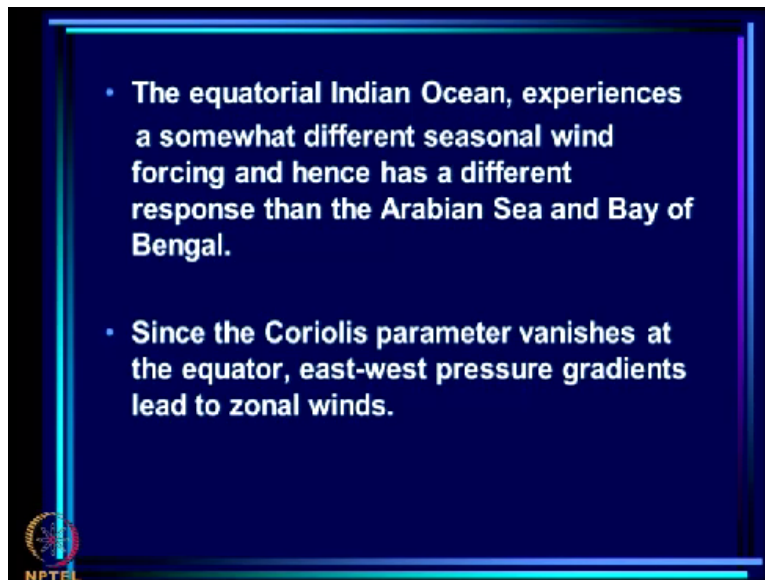 • The equatorial Indian Ocean, experiences
a somewhat different seasonal wind
forcing and hence has a different
response than the Arabian Sea and Bay of
Bengal.
• Since the Coriolis parameter vanishes at
the equator, east-west pressure gradients
lead to zonal winds.
NPTEL